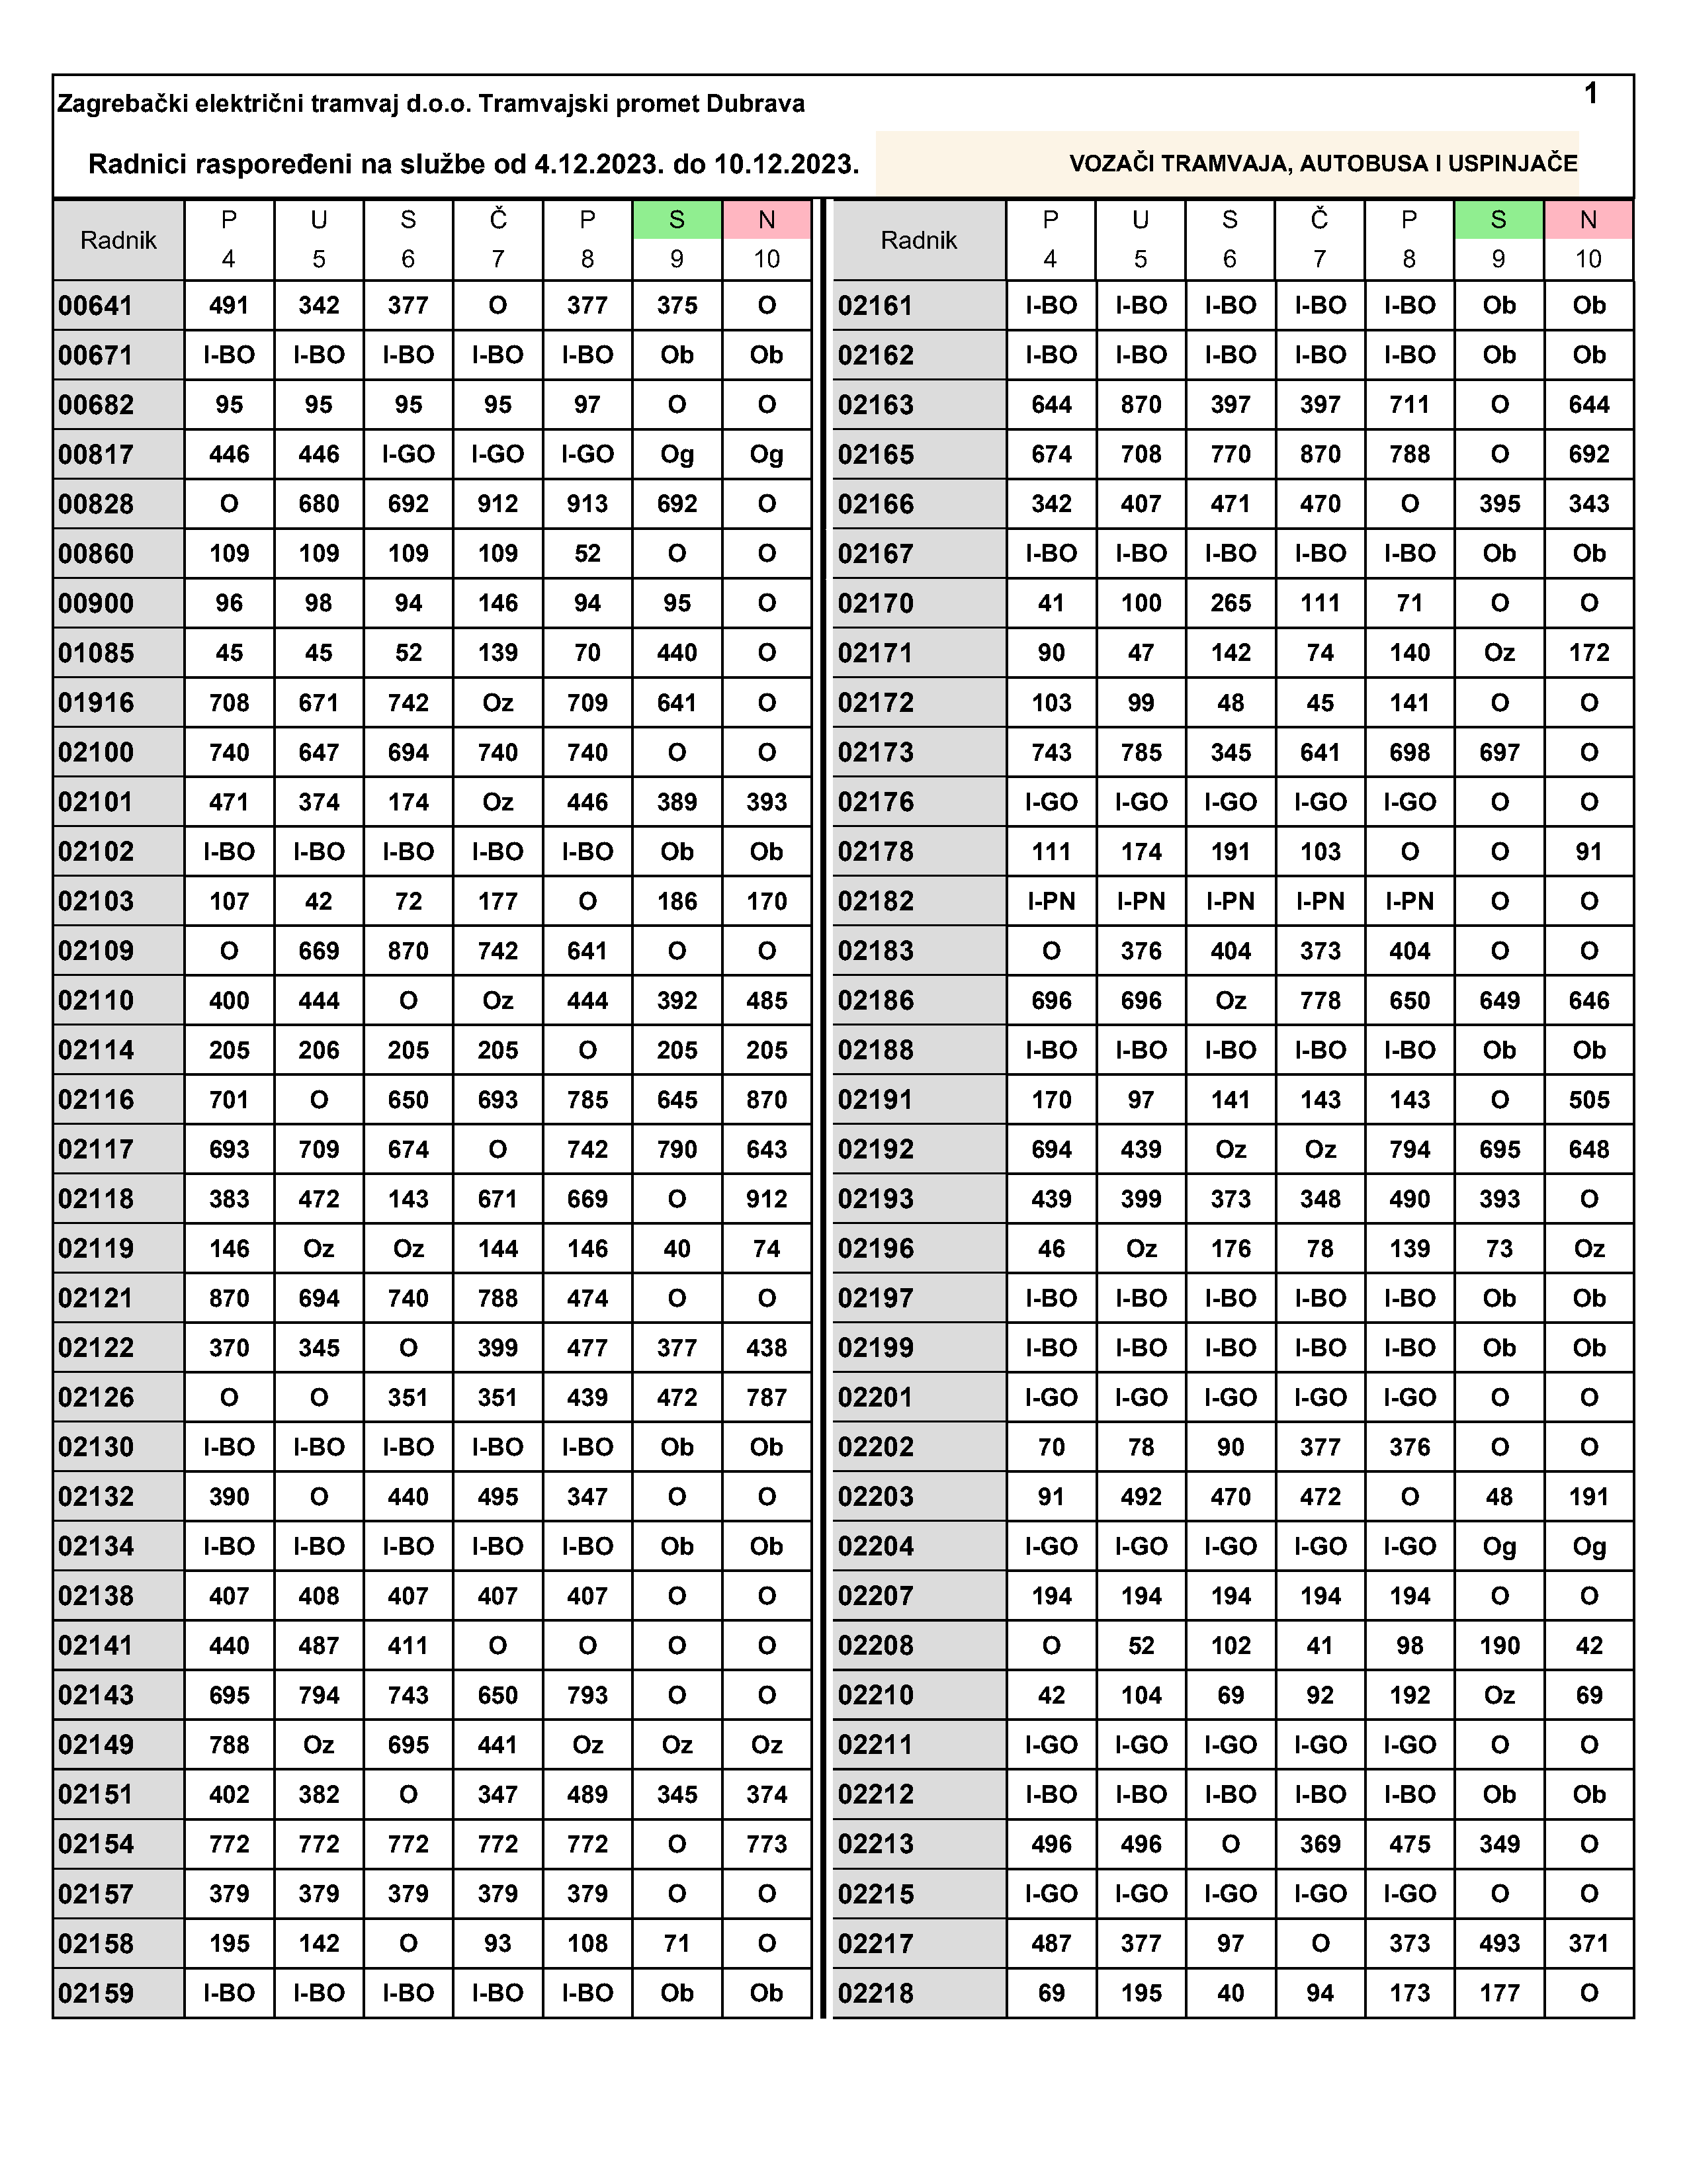 1
Zagrebački električni tramvaj d.o.o. Tramvajski promet Dubrava
Radnici raspoređeni na službe od 4.12.2023. do 10.12.2023. VOZAČI TRAMVAJA, AUTOBUSA I USPINJAČE
Radnik P U S Č P S N Radnik P U S Č P S N
4 5 6 7 8 9 10 4 5 6 7 8 9 10
00641 491 342 377 O 377 375 O 02161 I-BO I-BO I-BO I-BO I-BO Ob Ob
00671 I-BO I-BO I-BO I-BO I-BO Ob Ob 02162 I-BO I-BO I-BO I-BO I-BO Ob Ob
00682 95 95 95 95 97 O O 02163 644 870 397 397 711 O 644
00817 446 446 I-GO I-GO I-GO Og Og 02165 674 708 770 870 788 O 692
00828 O 680 692 912 913 692 O 02166 342 407 471 470 O 395 343
00860 109 109 109 109 52 O O 02167 I-BO I-BO I-BO I-BO I-BO Ob Ob
00900 96 98 94 146 94 95 O 02170 41 100 265 111 71 O O
01085 45 45 52 139 70 440 O 02171 90 47 142 74 140 Oz 172
01916 708 671 742 Oz 709 641 O 02172 103 99 48 45 141 O O
02100 740 647 694 740 740 O O 02173 743 785 345 641 698 697 O
02101 471 374 174 Oz 446 389 393 02176 I-GO I-GO I-GO I-GO I-GO O O
02102 I-BO I-BO I-BO I-BO I-BO Ob Ob 02178 111 174 191 103 O O 91
02103 107 42 72 177 O 186 170 02182 I-PN I-PN I-PN I-PN I-PN O O
02109 O 669 870 742 641 O O 02183 O 376 404 373 404 O O
02110 400 444 O Oz 444 392 485 02186 696 696 Oz 778 650 649 646
02114 205 206 205 205 O 205 205 02188 I-BO I-BO I-BO I-BO I-BO Ob Ob
02116 701 O 650 693 785 645 870 02191 170 97 141 143 143 O 505
02117 693 709 674 O 742 790 643 02192 694 439 Oz Oz 794 695 648
02118 383 472 143 671 669 O 912 02193 439 399 373 348 490 393 O
02119 146 Oz Oz 144 146 40 74 02196 46 Oz 176 78 139 73 Oz
02121 870 694 740 788 474 O O 02197 I-BO I-BO I-BO I-BO I-BO Ob Ob
02122 370 345 O 399 477 377 438 02199 I-BO I-BO I-BO I-BO I-BO Ob Ob
02126 O O 351 351 439 472 787 02201 I-GO I-GO I-GO I-GO I-GO O O
02130 I-BO I-BO I-BO I-BO I-BO Ob Ob 02202 70 78 90 377 376 O O
02132 390 O 440 495 347 O O 02203 91 492 470 472 O 48 191
02134 I-BO I-BO I-BO I-BO I-BO Ob Ob 02204 I-GO I-GO I-GO I-GO I-GO Og Og
02138 407 408 407 407 407 O O 02207 194 194 194 194 194 O O
02141 440 487 411 O O O O 02208 O 52 102 41 98 190 42
02143 695 794 743 650 793 O O 02210 42 104 69 92 192 Oz 69
02149 788 Oz 695 441 Oz Oz Oz 02211 I-GO I-GO I-GO I-GO I-GO O O
02151 402 382 O 347 489 345 374 02212 I-BO I-BO I-BO I-BO I-BO Ob Ob
02154 772 772 772 772 772 O 773 02213 496 496 O 369 475 349 O
02157 379 379 379 379 379 O O 02215 I-GO I-GO I-GO I-GO I-GO O O
02158 195 142 O 93 108 71 O 02217 487 377 97 O 373 493 371
02159 I-BO I-BO I-BO I-BO I-BO Ob Ob 02218 69 195 40 94 173 177 O